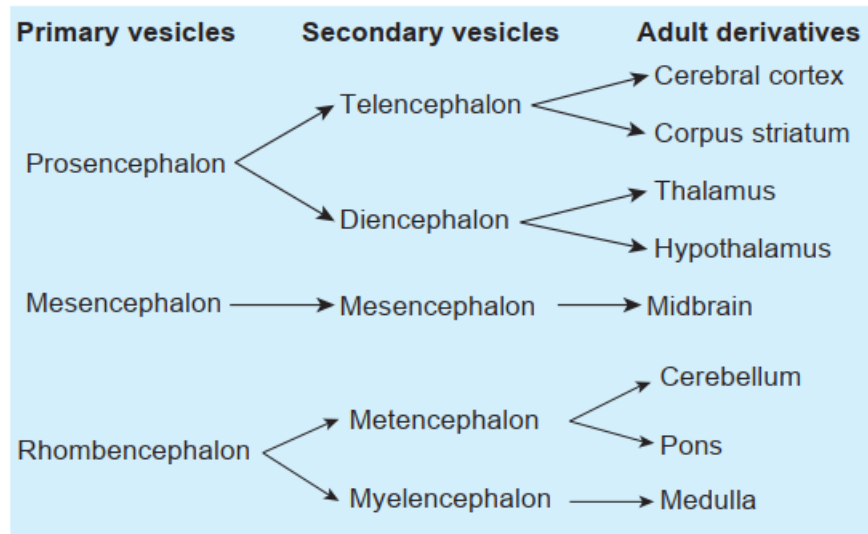 Primary vesicles Secondary vesicles Adult derivatives
Cerebral cortex
Telencephalon
Corpus striatum
Prosencephalon
Thalamus
Diencephalon
Hypothalamus
Mesencephalon Mesencephalon Midbrain
Cerebellum
Metencephalon
Rhombencephalon Pons
Myelencephalon Medulla